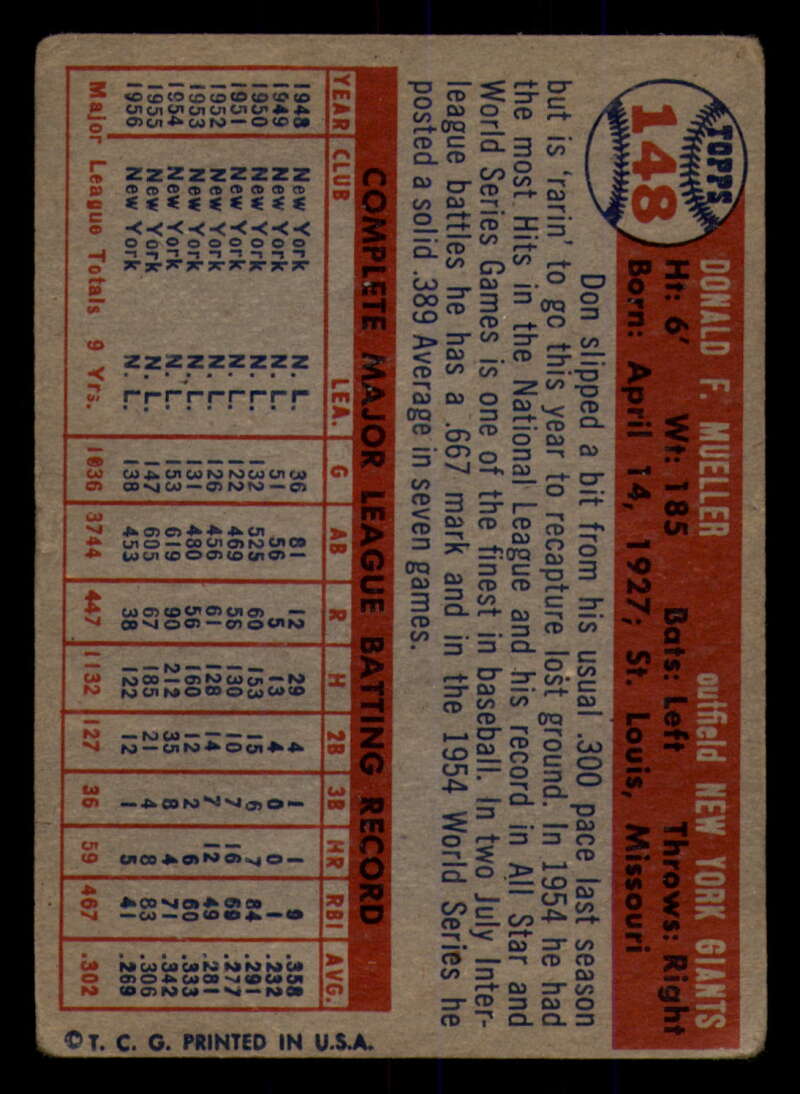 TOPPS
148
DONALD F. MUELLER outfield NEW YORK GIANTS
Ht: 6' Wt: 185 Bats: Left Throws: Right
Born: April 14, 1927; St. Louis, Missouri
Don slipped a bit from his usual .300 pace last season
but is 'rarin' to go this year to recapture lost ground. In 1954 he had
the most Hits in the National League and his record in All Star and
World Series Games is one of the finest in baseball. In two July Inter-
league battles he has a .667 mark and in the 1954 World Series he
posted a solid .389 Average in seven games.
COMPLETE MAJOR LEAGUE BATTING RECORD
YEAR CLUB LEA. G AB R H 2B 3B HR RBI AVG.
1948 New York N. L. 36 81 12 29 4 1 1 9 .358
1949 New York N. L. 51 56 5 13 4 0 0 1 .232
1950 New York N. L. 132 525 60 153 15 6 7 84 .291
1951 New York N. L. 122 469 58 130 10 7 16 69 .277
1952 New York N. L. 126 456 61 128 14 7 12 49 .281
1953 New York N. L. 131 480 56 160 12 2 6 60 .333
1954 New York N. L. 153 619 90 212 35 8 4 71 .342
1955 New York N. L. 147 605 67 185 21 4 8 83 .306
1956 New York N. L. 138 453 38 122 12 1 5 41 .269
Major League Totals 9 Yrs. 1036 3744 447 1132 127 36 59 467 .302
© T. C. G. PRINTED IN U.S.A.